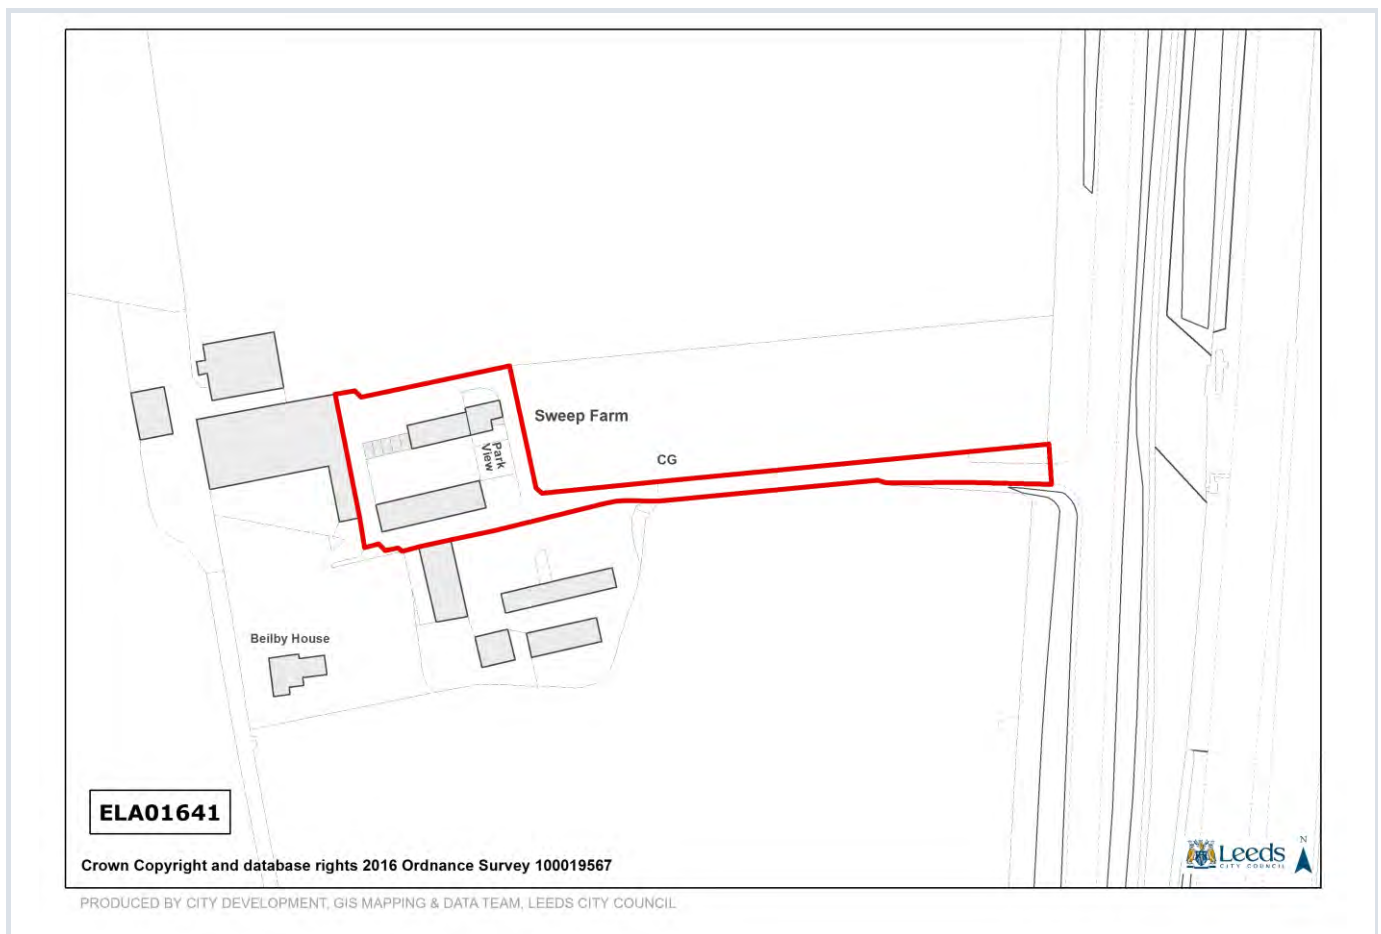 Sweep Farm
Park
View
CG
Beilby House
ELA01641
Crown Copyright and database rights 2016 Ordnance Survey 100019567
Leeds
CITY COUNCIL
N
PRODUCED BY CITY DEVELOPMENT, GIS MAPPING & DATA TEAM, LEEDS CITY COUNCIL